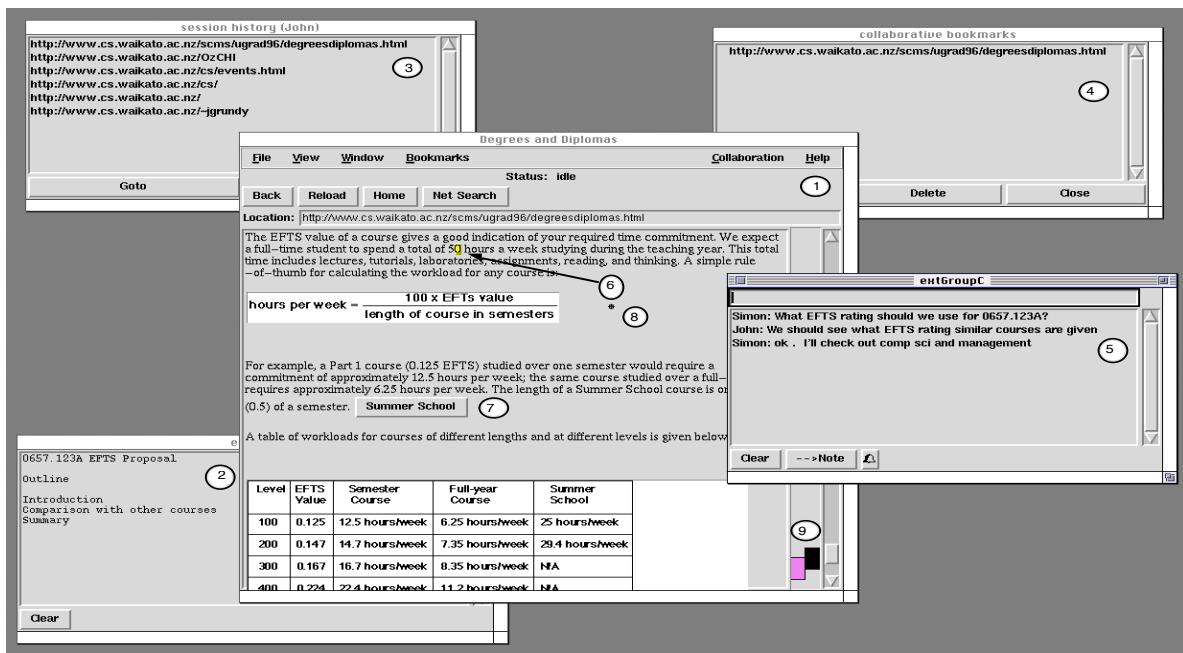 session history (John)
http://www.cs.waikato.ac.nz/scms/ugrad96/degreesdiplomas.html
http://www.cs.waikato.ac.nz/OzCHI
http://www.cs.waikato.ac.nz/cs/events.html
http://www.cs.waikato.ac.nz/cs/
http://www.cs.waikato.ac.nz/
http://www.cs.waikato.ac.nz/~jgrundy
3
Goto
collaborative bookmarks
http://www.cs.waikato.ac.nz/scms/ugrad96/degreesdiplomas.html
4
Delete Close
Degrees and Diplomas
File View Window Bookmarks Collaboration Help
Status: idle
1
Back Reload Home Net Search
Location: http://www.cs.waikato.ac.nz/scms/ugrad96/degreesdiplomas.html
The EFTS value of a course gives a good indication of your required time commitment. We expect
a full-time student to spend a total of 50 hours a week studying during the teaching year. This total
time includes lectures, tutorials, laboratories, assignments, reading, and thinking. A simple rule
-of-thumb for calculating the workload for any course is:
6
hours per week = 100 x EFTs value
length of course in semesters
8
For example, a Part 1 course (0.125 EFTS) studied over one semester would require a
commitment of approximately 12.5 hours per week; the same course studied over a full-
requires approximately 6.25 hours per week. The length of a Summer School course is
(0.5) of a semester. Summer School 7
A table of workloads for courses of different lengths and at different levels is given below
Level EFTS Value Semester Course Full-year Course Summer School
100 0.125 12.5 hours/week 6.25 hours/week 25 hours/week
200 0.147 14.7 hours/week 7.35 hours/week 29.4 hours/week
300 0.167 16.7 hours/week 8.35 hours/week N/A
400 0.224 22.4 hours/week 11.2 hours/week N/A
9
extGroupC
Simon: What EFTS rating should we use for 0657.123A?
John: We should see what EFTS rating similar courses are given
Simon: ok . I'll check out comp sci and management
5
Clear -->Note
e
0657.123A EFTS Proposal
2
Outline
Introduction
Comparison with other courses
Summary
Clear